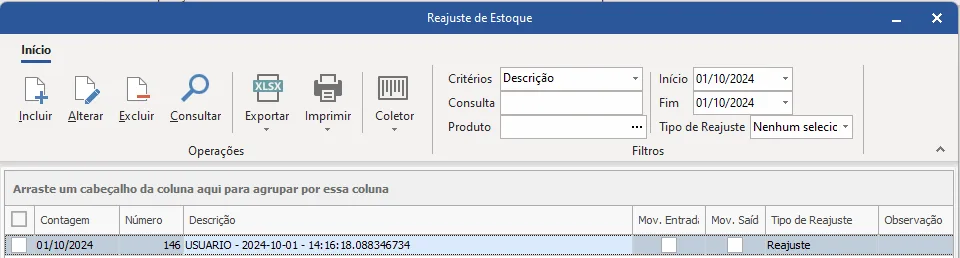 Reajuste de Estoque
Início
Incluir Alterar Excluir Consultar Exportar Imprimir Coletor
XLSX
Operações
Critérios Descrição Início 01/10/2024
Consulta Fim 01/10/2024
Produto ... Tipo de Reajuste Nenhum selecic
Filtros
Arraste um cabeçalho da coluna aqui para agrupar por essa coluna
Contagem Número Descrição Mov. Entrad Mov. Saíd Tipo de Reajuste Observação
01/10/2024 146 USUARIO - 2024-10-01 - 14:16:18.088346734 Reajuste